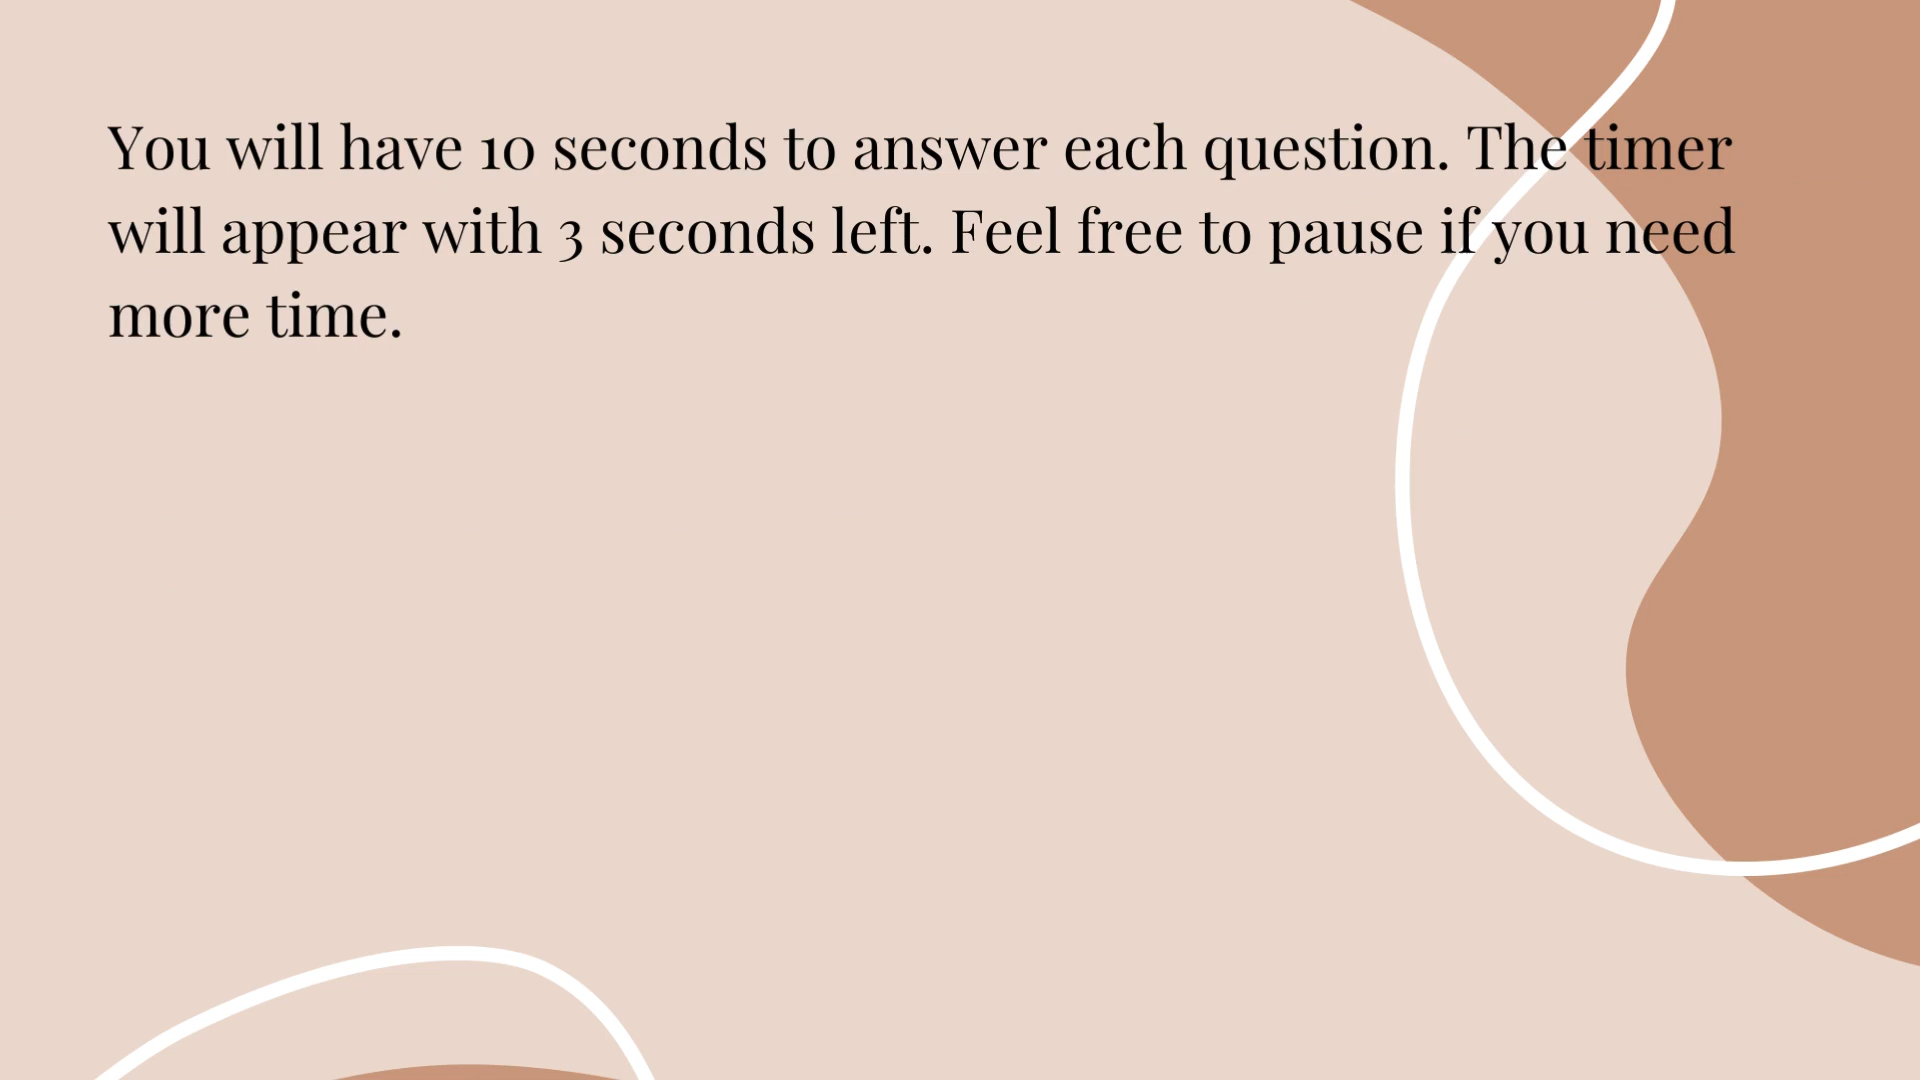 You will have 10 seconds to answer each question. The timer
will appear with 3 seconds left. Feel free to pause if you need
more time.